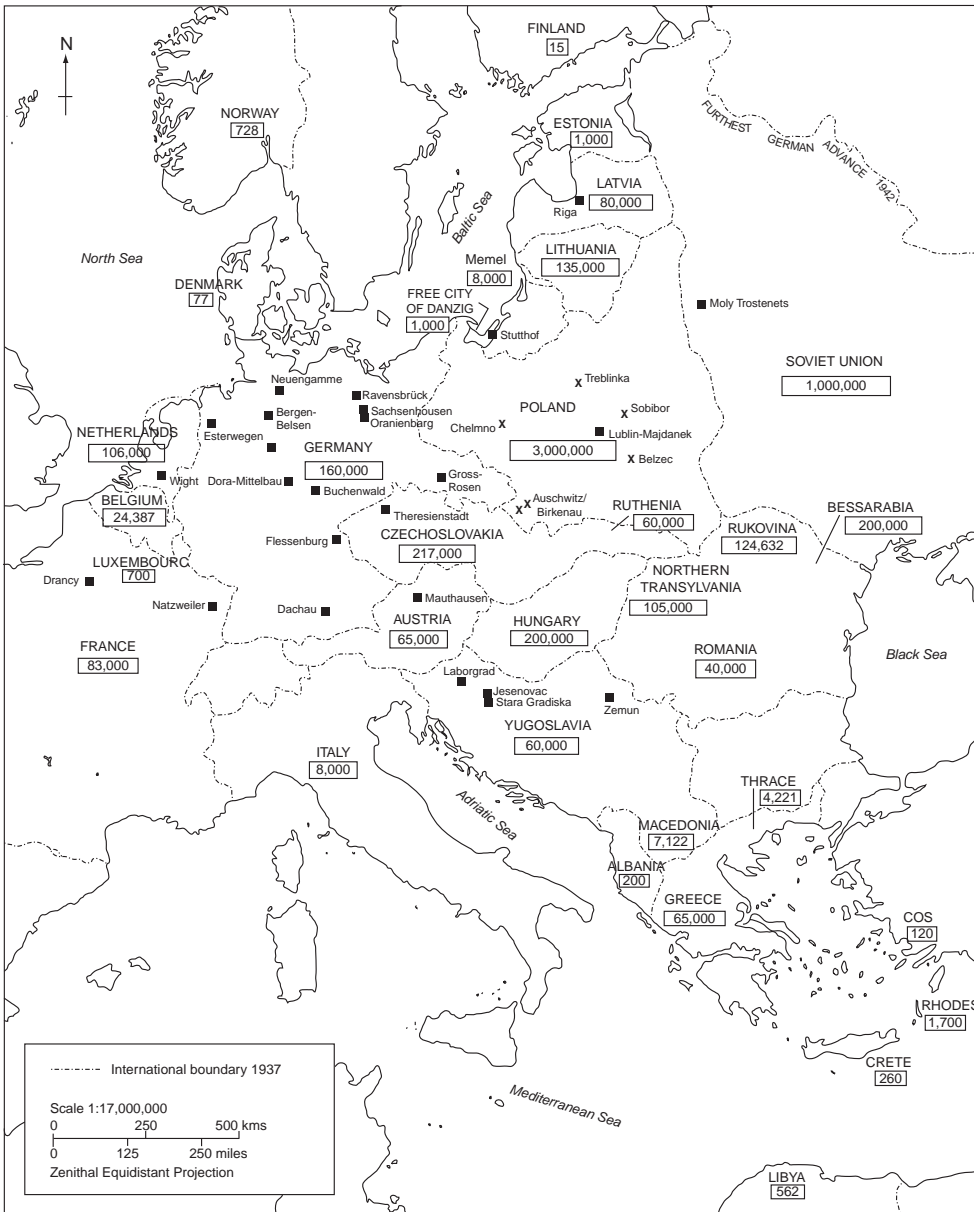 FINLAND
15
N
NORWAY
728
ESTONIA
1,000
FURTHEST GERMAN ADVANCE 1942
LATVIA
80,000
Riga
Baltic Sea
LITHUANIA
135,000
North Sea
Memel
8,000
DENMARK
77
FREE CITY
OF DANZIG
1,000
Moly Trostenets
Stutthof
SOVIET UNION
1,000,000
Neuengamme
Treblinka
Ravensbrück
Bergen-
Belsen
Sachsenhousen
Oranienberg
POLAND
Sobibor
Chelmno
Esterwegen
NETHERLANDS
106,000
GERMANY
160,000
Lublin-Majdanek
3,000,000
Belzec
Wight
Dora-Mittelbau
Buchenwald
Gross-
Rosen
BELGIUM
24,387
Theresienstadt
Auschwitz/
Birkenau
RUTHENIA
60,000
BESSARABIA
200,000
RUKOVINA
124,632
Flessenburg
CZECHOSLOVAKIA
217,000
LUXEMBOURC
700
Drancy
NORTHERN
TRANSYLVANIA
105,000
Natzweiler
Dachau
Mauthausen
AUSTRIA
65,000
HUNGARY
200,000
FRANCE
83,000
ROMANIA
40,000
Black Sea
Laborgrad
Jesenovac
Stara Gradiska
Zemun
YUGOSLAVIA
60,000
ITALY
8,000
THRACE
4,221
Adriatic Sea
MACEDONIA
7,122
ALBANIA
200
GREECE
65,000
COS
120
RHODES
1,700
CRETE
260
International boundary 1937
Scale 1:17,000,000
0 250 500 kms
0 125 250 miles
Zenithal Equidistant Projection
Mediterranean Sea
LIBYA
562